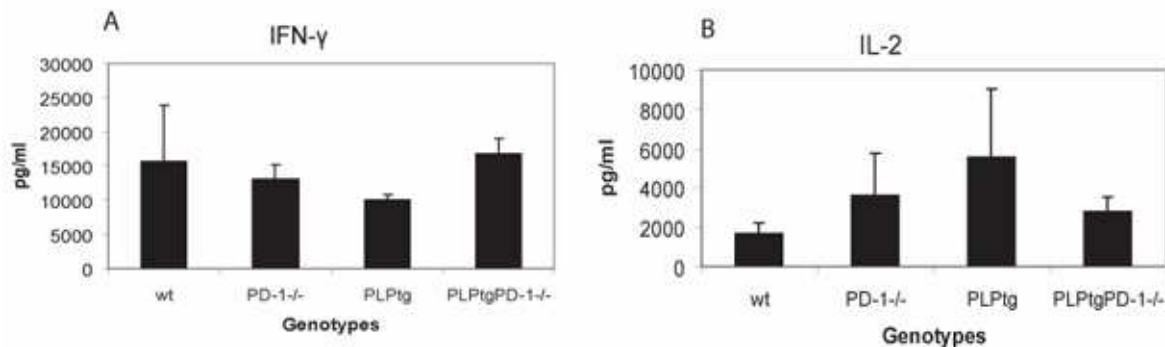 A
IFN-γ
30000
25000
20000
15000
10000
5000
0
pg/ml
wt PD-1-/- PLPtg PLPtgPD-1-/-
Genotypes
B
IL-2
10000
8000
6000
4000
2000
0
pg/ml
wt PD-1-/- PLPtg PLPtgPD-1-/-
Genotypes